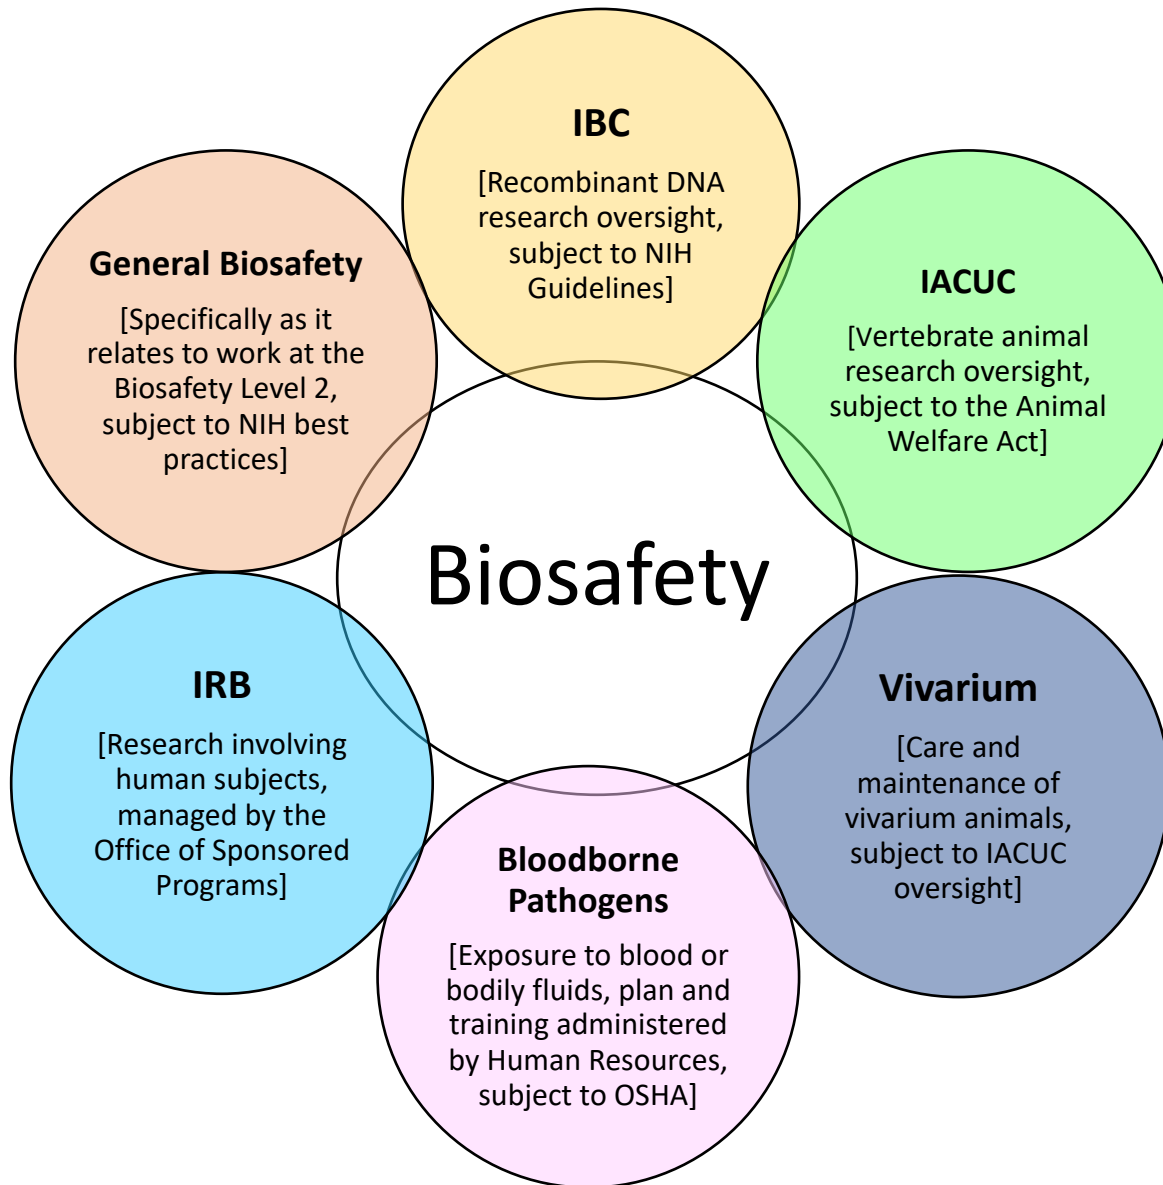 IBC
[Recombinant DNA
research oversight,
subject to NIH
Guidelines]
General Biosafety
[Specifically as it
relates to work at the
Biosafety Level 2,
subject to NIH best
practices]
IACUC
[Vertebrate animal
research oversight,
subject to the Animal
Welfare Act]
Biosafety
IRB
[Research involving
human subjects,
managed by the
Office of Sponsored
Programs]
Vivarium
[Care and
maintenance of
vivarium animals,
subject to IACUC
oversight]
Bloodborne
Pathogens
[Exposure to blood or
bodily fluids, plan and
training administered
by Human Resources,
subject to OSHA]